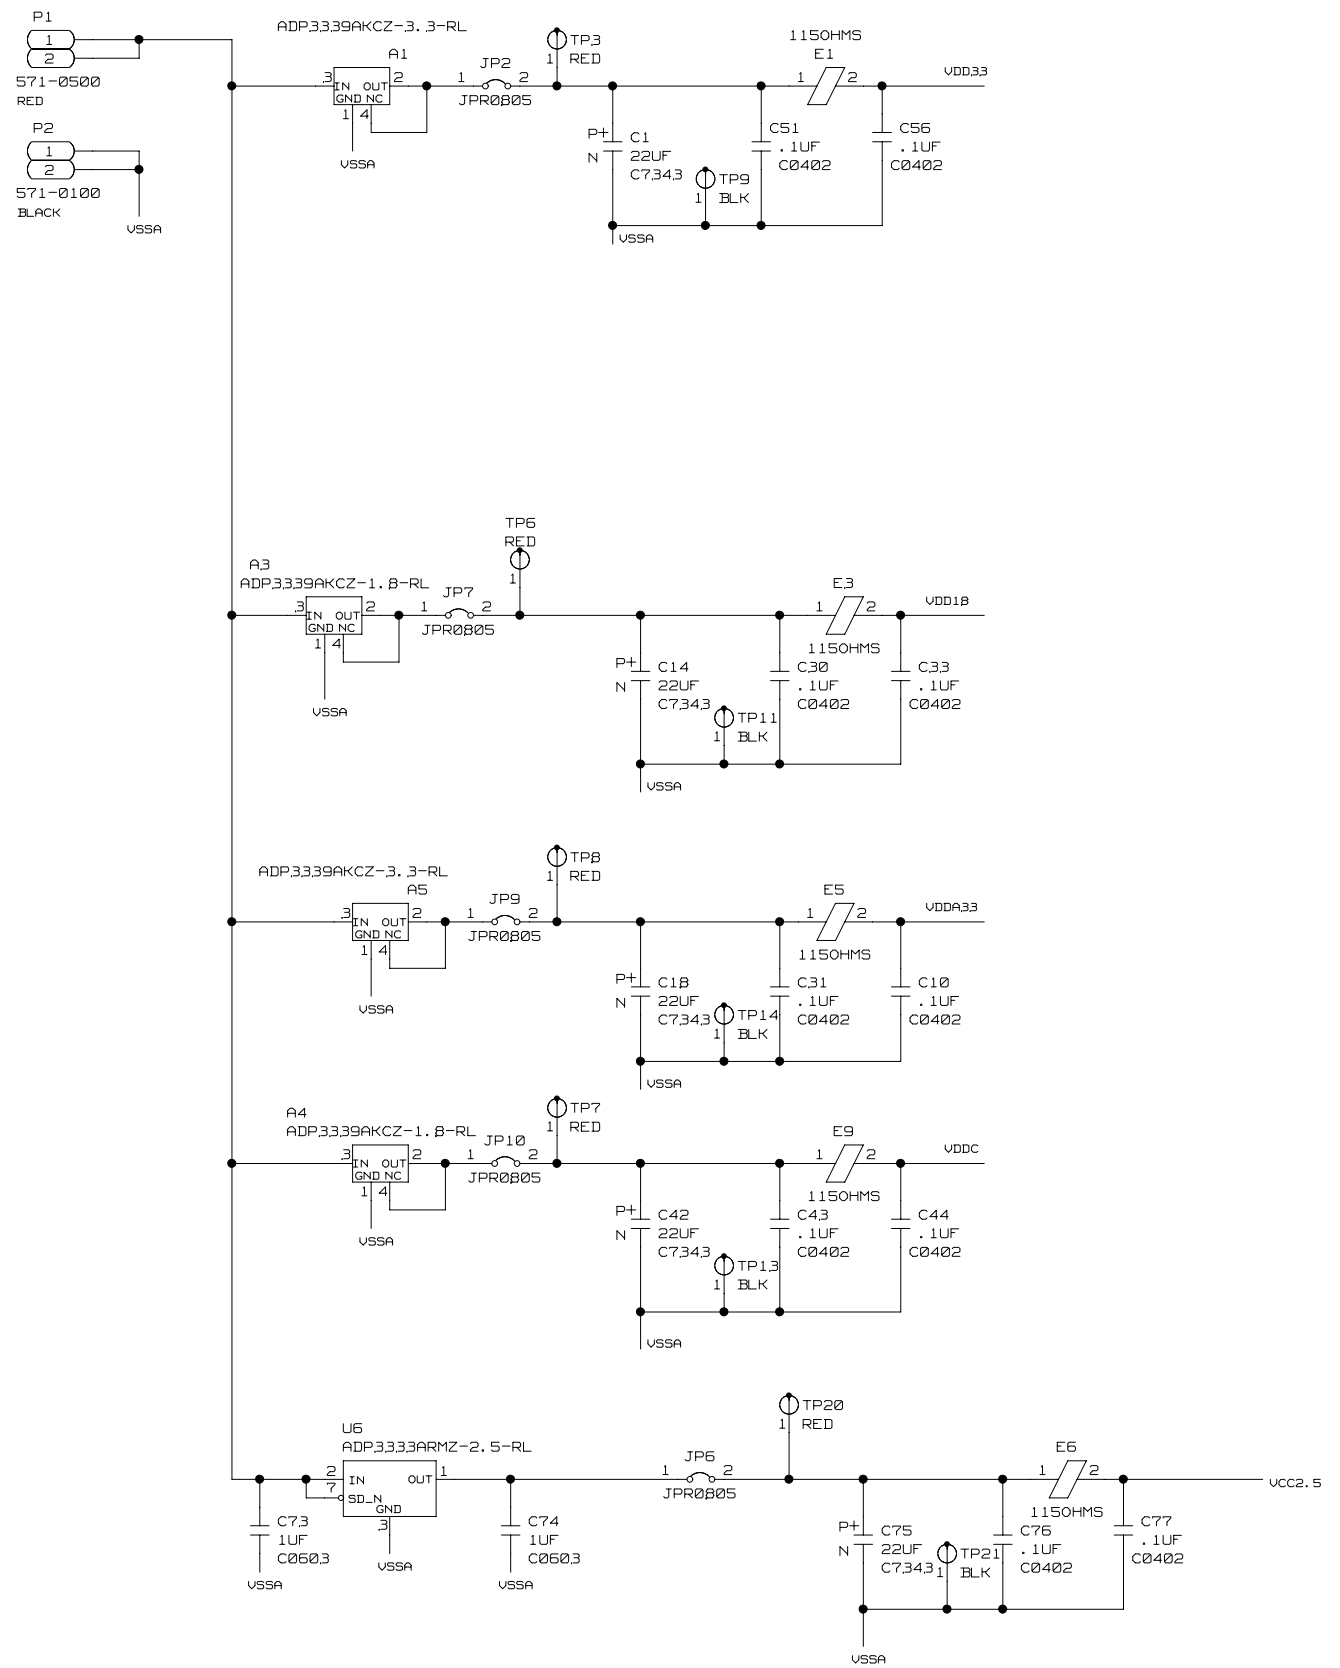 P1
1
2
571-0500
RED
P2
1
2
571-0100
BLACK
VSSA
ADP3339AKCZ-3.3-RL
A1
3
IN OUT
2
GND NC
1 4
VSSA
1 JP2 2
JPR0805
TP3
1 RED
115OHMS
E1
1 2
VDD33
P+
N
C1
22UF
C7343
TP9
1 BLK
C51
.1UF
C0402
C56
.1UF
C0402
VSSA
TP6
RED
1
A3
ADP3339AKCZ-1.8-RL
3
IN OUT
2
GND NC
1 4
VSSA
JP7
1 2
JPR0805
E3
1 2
115OHMS
VDD18
P+
N
C14
22UF
C7343
TP11
1 BLK
C30
.1UF
C0402
C33
.1UF
C0402
VSSA
ADP3339AKCZ-3.3-RL
A5
3
IN OUT
2
GND NC
1 4
VSSA
JP9
1 2
JPR0805
TP8
1 RED
E5
1 2
115OHMS
VDDA33
P+
N
C18
22UF
C7343
TP14
1 BLK
C31
.1UF
C0402
C10
.1UF
C0402
VSSA
A4
ADP3339AKCZ-1.8-RL
3
IN OUT
2
GND NC
1 4
VSSA
JP10
1 2
JPR0805
TP7
1 RED
E9
1 2
115OHMS
VDDC
P+
N
C42
22UF
C7343
TP13
1 BLK
C43
.1UF
C0402
C44
.1UF
C0402
VSSA
U6
ADP3333ARMZ-2.5-RL
2
IN OUT
1
7
SD_N
GND
3
VSSA
C73
1UF
C0603
VSSA
C74
1UF
C0603
VSSA
JP6
1 2
JPR0805
TP20
1 RED
E6
1 2
115OHMS
VCC2.5
P+
N
C75
22UF
C7343
TP21
1 BLK
C76
.1UF
C0402
C77
.1UF
C0402
VSSA